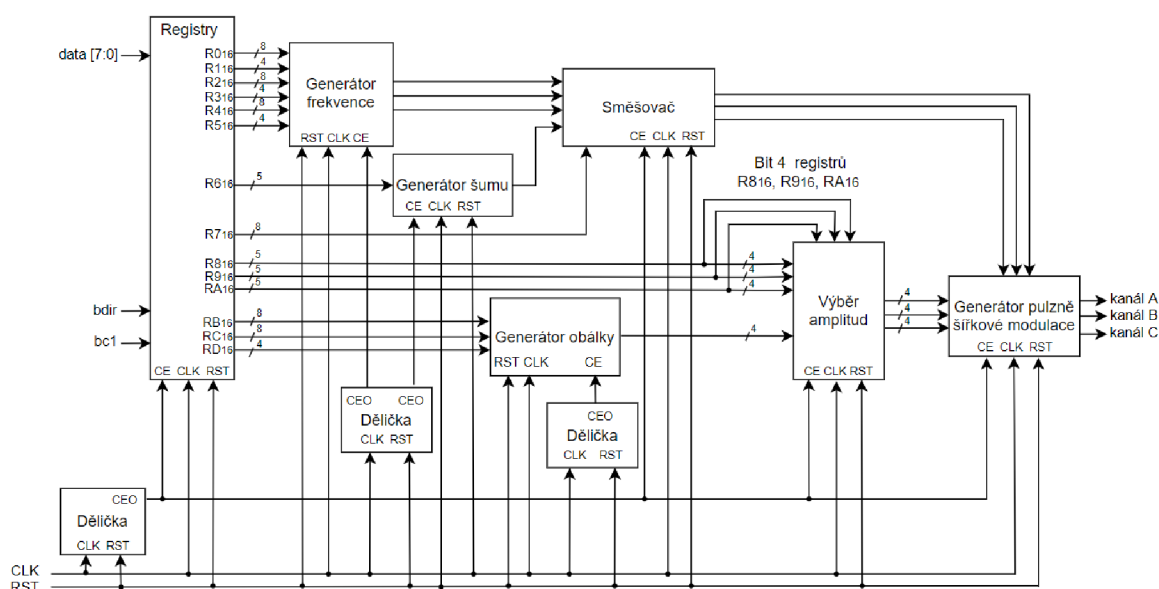 Registry
data [7:0]
R016
8
R116
4
R216
8
R316
4
R416
8
R516
4
Generátor
frekvence
RST CLK CE
Směšovač
CE CLK RST
R616
5
Generátor šumu
CE CLK RST
R716
8
Bit 4 registrů
R816, R916, RA16
R816
5
R916
5
RA16
5
4
4
4
Výběr
amplitud
CE CLK RST
4
4
4
Generátor pulzně
šířkové modulace
CE CLK RST
kanál A
kanál B
kanál C
bdir
bc1
RB16
8
RC16
8
RD16
4
Generátor obálky
RST CLK CE
4
CE CLK RST
CEO CEO
Dělička
CLK RST
CEO
Dělička
CLK RST
CEO
Dělička
CLK RST
CLK
RST